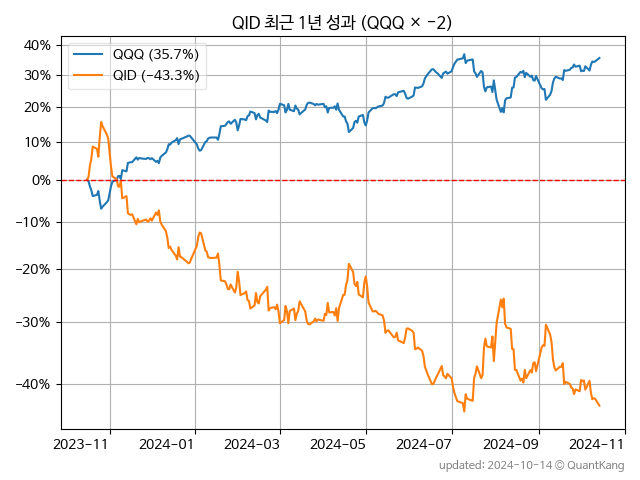 QID 최근 1년 성과 (QQQ × −2)
QQQ (35.7%)
QID (−43.3%)
40%
30%
20%
10%
0%
−10%
−20%
−30%
−40%
2023-11 2024-01 2024-03 2024-05 2024-07 2024-09 2024-11
updated: 2024-10-14 © QuantKang